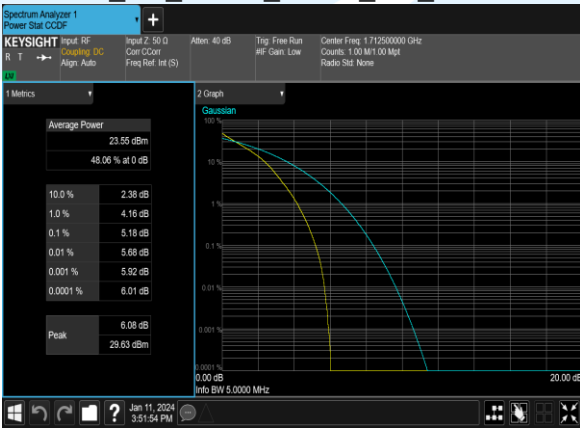 Spectrum Analyzer 1
Power Stat CCDF
+
KEYSIGHT
R T
LW
Input: RF
Coupling: DC
Align: Auto
Input Z: 50 Ω
Corr CCorr
Freq Ref: Int (S)
Atten: 40 dB
Trig: Free Run
#IF Gain: Low
Center Freq: 1.712500000 GHz
Counts: 1.00 M/1.00 Mpt
Radio Std: None
1 Metrics
Average Power
23.55 dBm
48.06 % at 0 dB
10.0 % 2.38 dB
1.0 % 4.16 dB
0.1 % 5.18 dB
0.01 % 5.68 dB
0.001 % 5.92 dB
0.0001 % 6.01 dB
Peak
6.08 dB
29.63 dBm
2 Graph
Gaussian
100 %
10 %
1 %
0.1 %
0.01 %
0.001 %
0.0001 %
0.00 dB
20.00 dB
Info BW 5.0000 MHz
?
Jan 11, 2024
3:51:54 PM